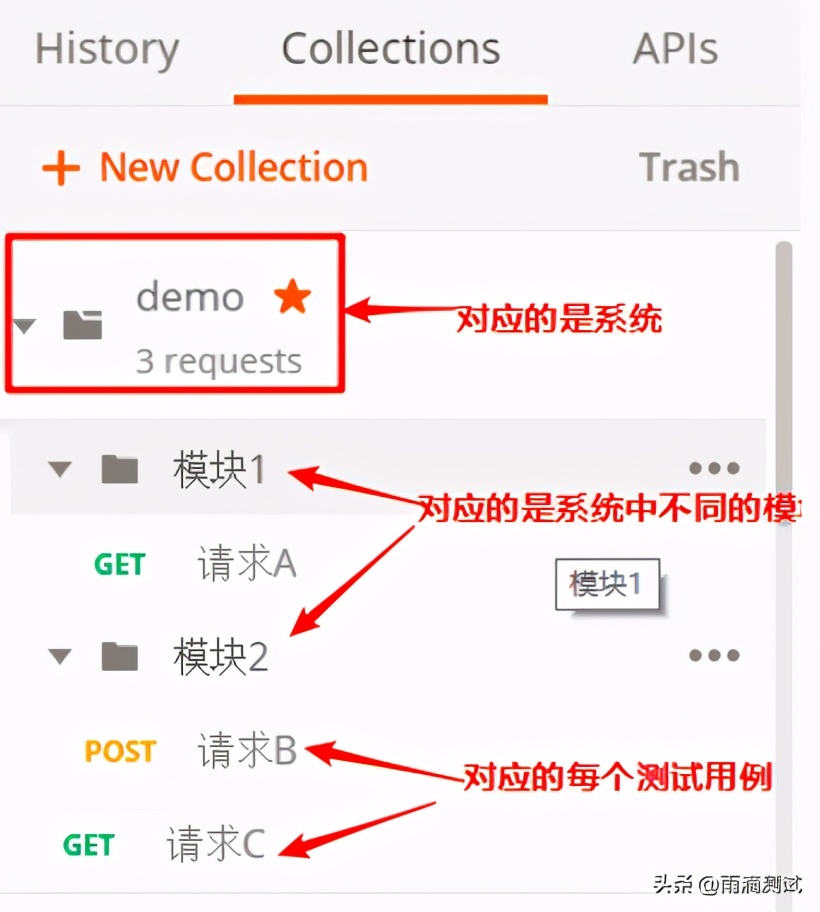 History Collections APIs
+ New Collection Trash
demo
3 requests
对应的是系统
模块1
对应的是系统中不同的模
GET 请求A
模块1
模块2
POST 请求B
对应的每个测试用例
GET 请求C
头条 @雨滴测试